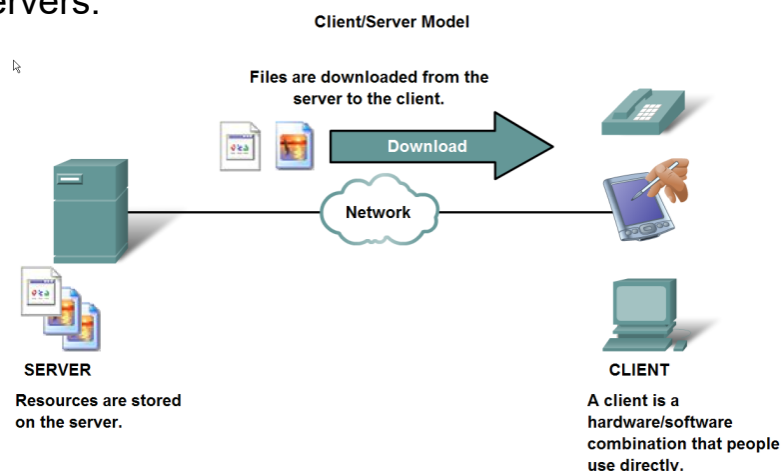 ervers.
Client/Server Model
Files are downloaded from the
server to the client.
Download
Network
SERVER
Resources are stored
on the server.
CLIENT
A client is a
hardware/software
combination that people
use directly.